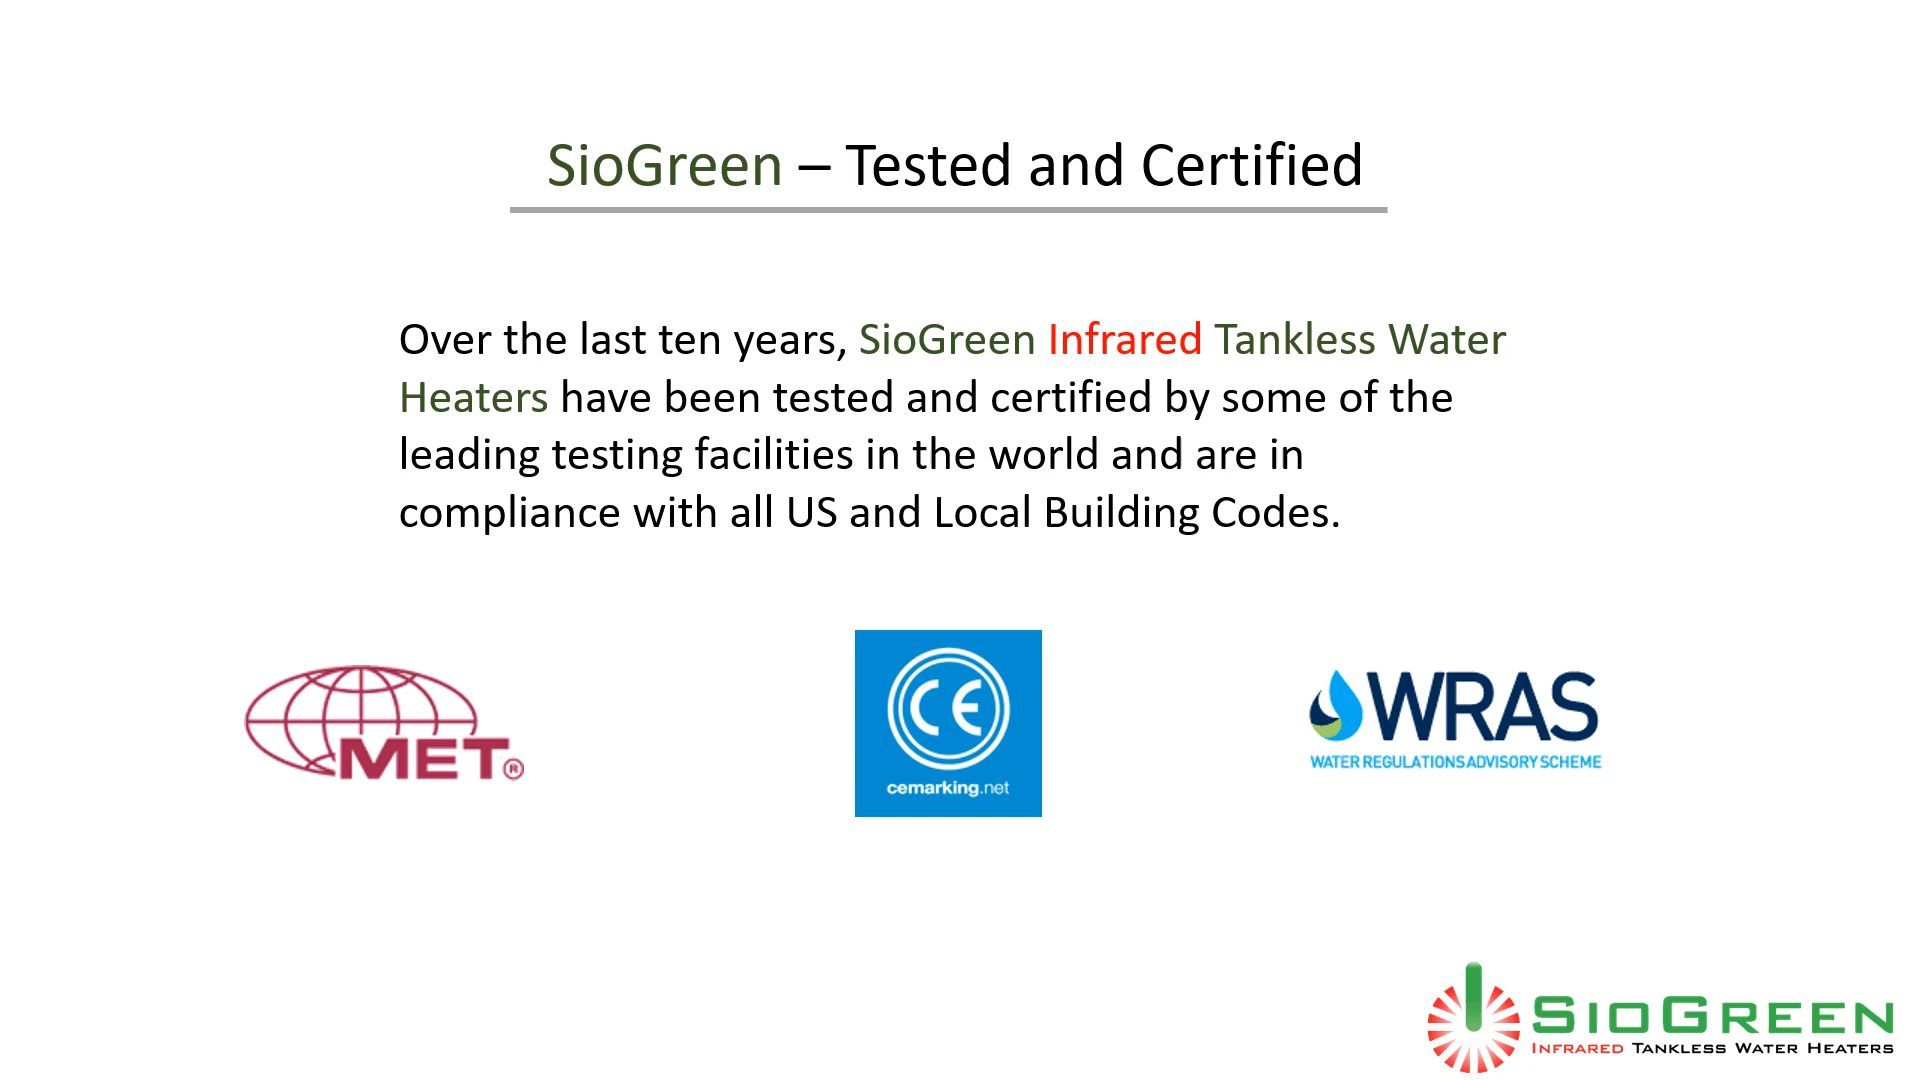 SioGreen – Tested and Certified
Over the last ten years, SioGreen Infrared Tankless Water
Heaters have been tested and certified by some of the
leading testing facilities in the world and are in
compliance with all US and Local Building Codes.
MET®
CE
cemarking.net
WRAS
WATER REGULATIONS ADVISORY SCHEME
SIOGREEN
INFRARED TANKLESS WATER HEATERS